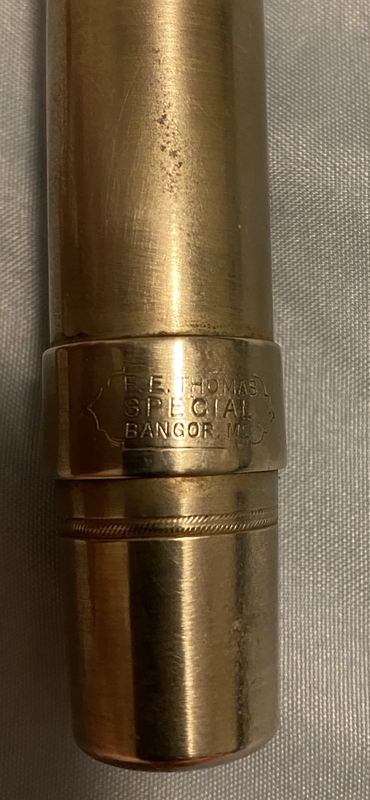 F.E. THOMAS
SPECIAL
BANGOR, ME.